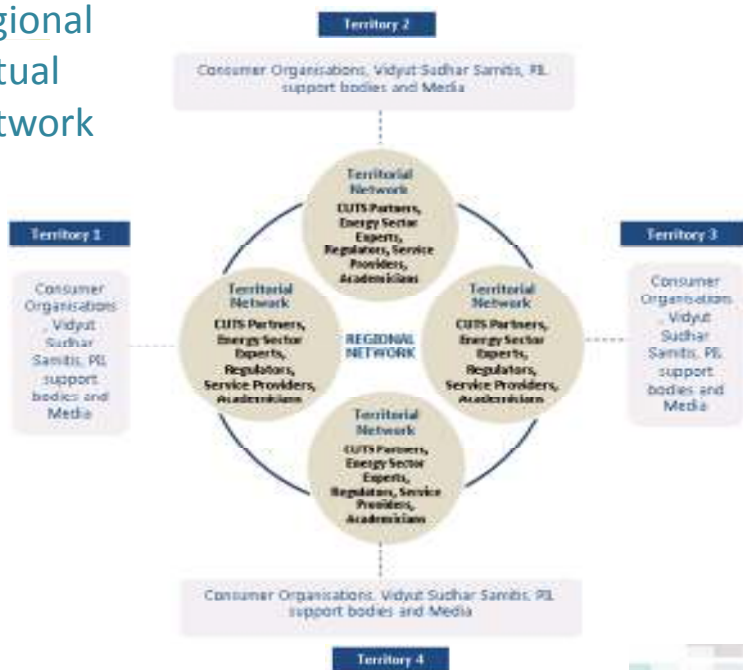 gional
tual
twork
Territory 2
Consumer Organisations, Vidyut Sudhar Samitis, PIL
support bodies and Media
Territorial
Network
CUTS Partners,
Energy Sector
Experts,
Regulators, Service
Providers,
Academicians
Territory 1
Consumer
Organisations
, Vidyut
Sudhar
Samitis, PIL
support
bodies and
Media
Territorial
Network
CUTS Partners,
Energy Sector
Experts,
Regulators,
Service Providers,
Academicians
REGIONAL
NETWORK
Territorial
Network
CUTS Partners,
Energy Sector
Experts,
Regulators,
Service Providers,
Academicians
Territory 3
Consumer
Organisations
, Vidyut
Sudhar
Samitis, PIL
support
bodies and
Media
Territorial
Network
CUTS Partners,
Energy Sector
Experts,
Regulators, Service
Providers,
Academicians
Consumer Organisations, Vidyut Sudhar Samitis, PIL
support bodies and Media
Territory 4